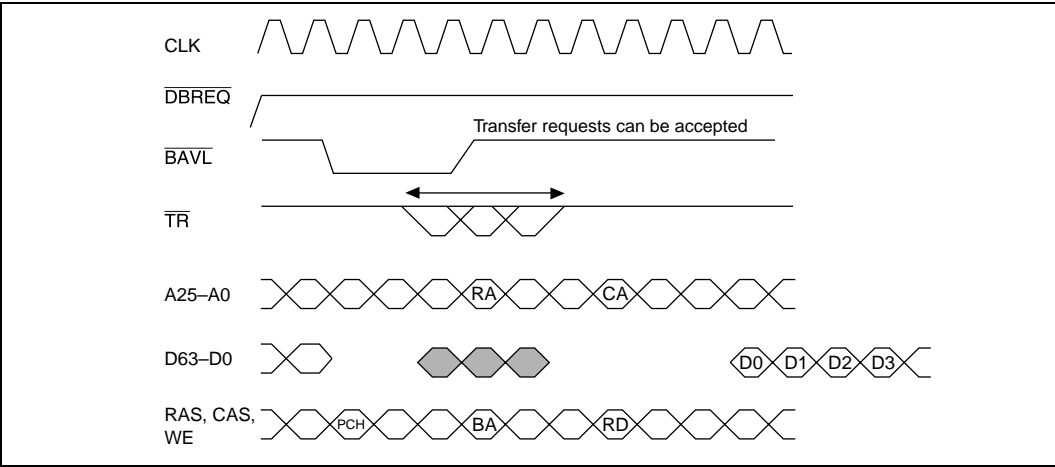 CLK
DBREQ
Transfer requests can be accepted
BAVL
TR
A25–A0
RA
CA
D63–D0
D0
D1
D2
D3
RAS, CAS,
WE
PCH
BA
RD